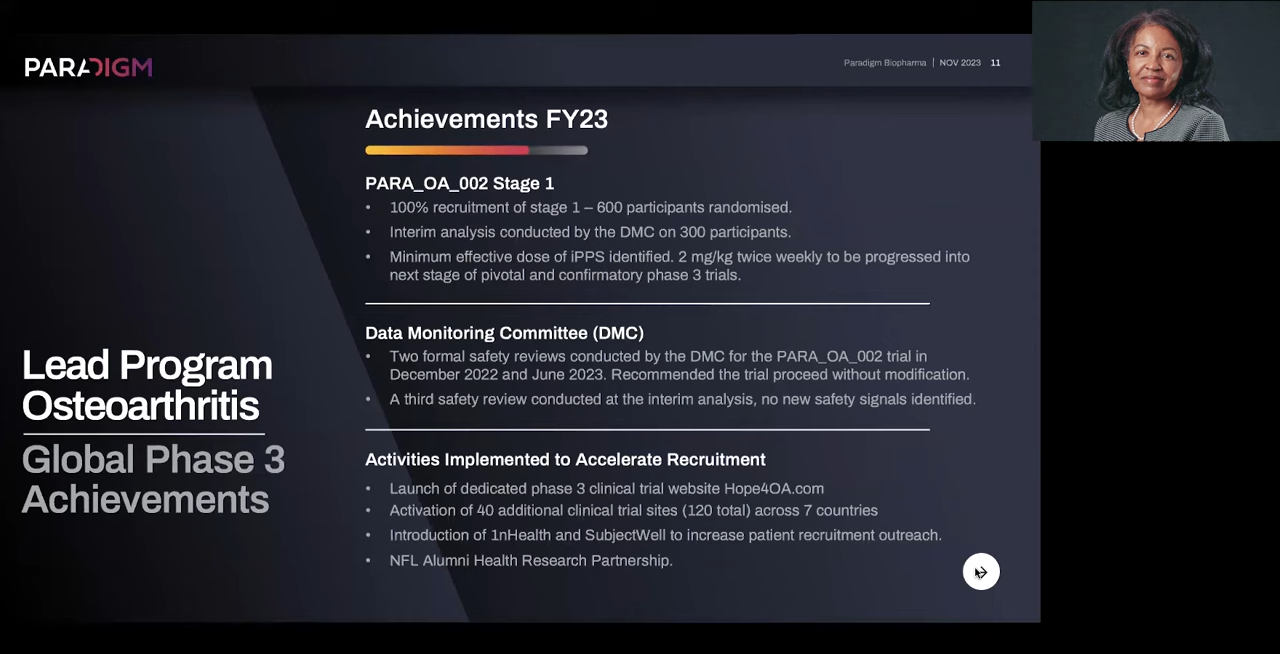 PARADIGM
Paradigm Biopharma | NOV 2023 11
Achievements FY23
PARA_OA_002 Stage 1
• 100% recruitment of stage 1 – 600 participants randomised.
• Interim analysis conducted by the DMC on 300 participants.
• Minimum effective dose of iPPS identified. 2 mg/kg twice weekly to be progressed into
next stage of pivotal and confirmatory phase 3 trials.
Data Monitoring Committee (DMC)
• Two formal safety reviews conducted by the DMC for the PARA_OA_002 trial in
December 2022 and June 2023. Recommended the trial proceed without modification.
• A third safety review conducted at the interim analysis, no new safety signals identified.
Activities Implemented to Accelerate Recruitment
• Launch of dedicated phase 3 clinical trial website Hope4OA.com
• Activation of 40 additional clinical trial sites (120 total) across 7 countries
• Introduction of 1nHealth and SubjectWell to increase patient recruitment outreach.
• NFL Alumni Health Research Partnership.
Lead Program
Osteoarthritis
Global Phase 3
Achievements